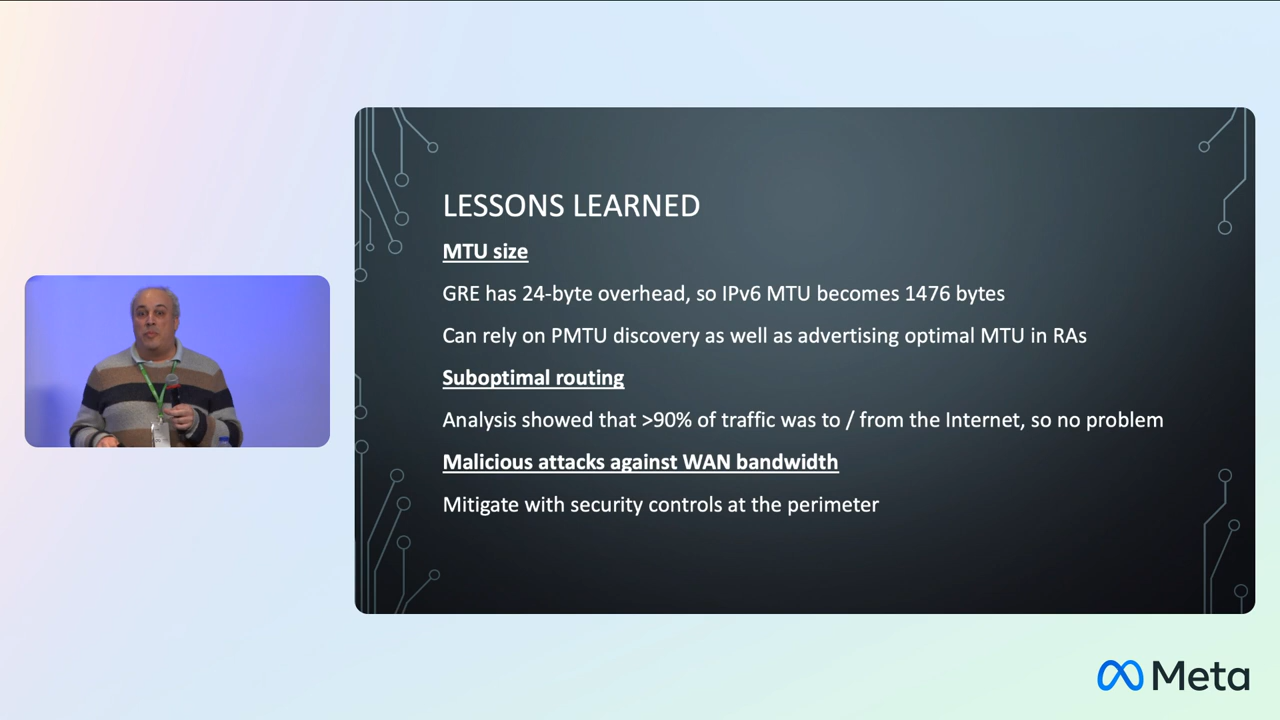 LESSONS LEARNED
MTU size
GRE has 24-byte overhead, so IPv6 MTU becomes 1476 bytes
Can rely on PMTU discovery as well as advertising optimal MTU in RAs
Suboptimal routing
Analysis showed that >90% of traffic was to / from the Internet, so no problem
Malicious attacks against WAN bandwidth
Mitigate with security controls at the perimeter
Meta